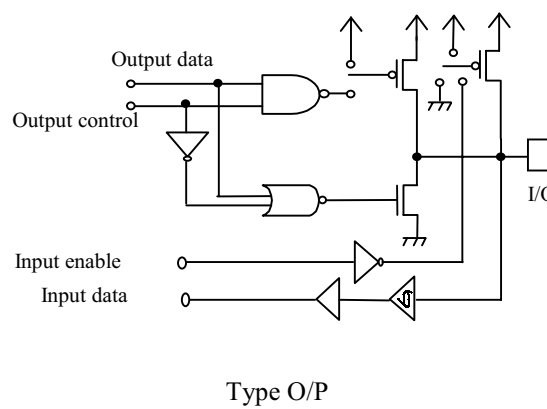 Output data
Output control
I/O
Input enable
Input data
Type O/P